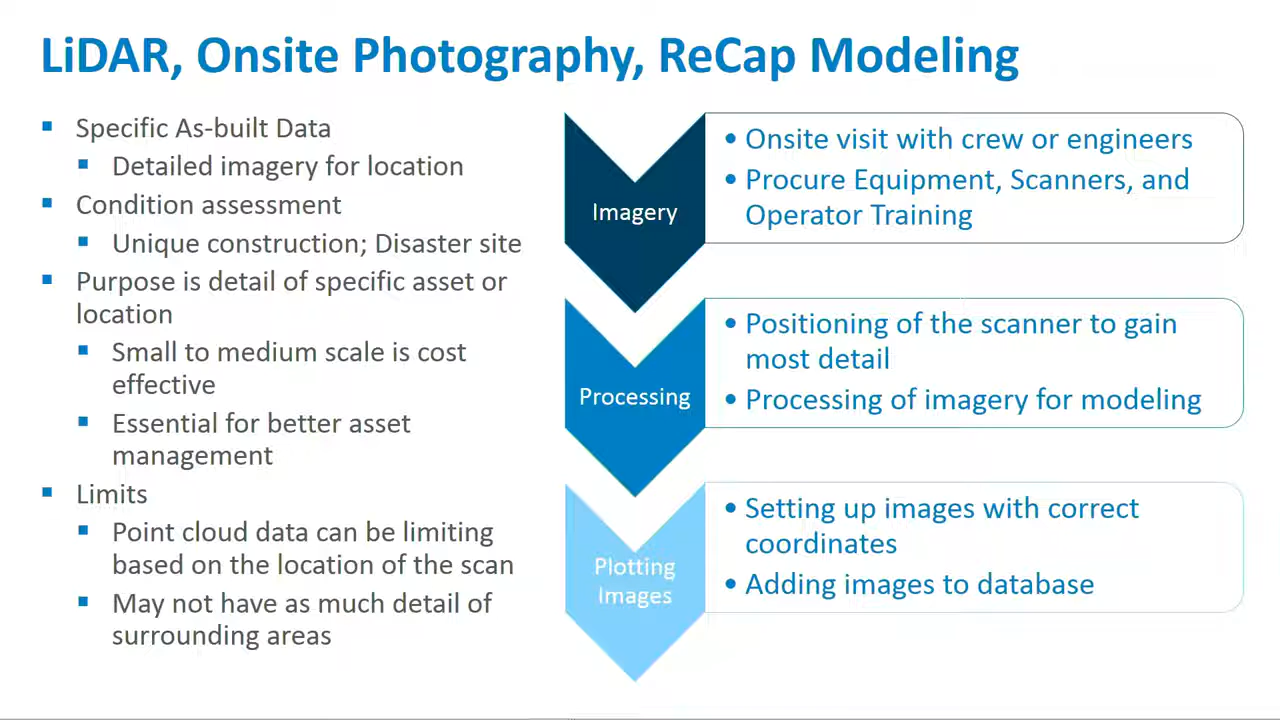 LiDAR, Onsite Photography, ReCap Modeling
▪ Specific As-built Data
▪ Detailed imagery for location
▪ Condition assessment
▪ Unique construction; Disaster site
▪ Purpose is detail of specific asset or
location
▪ Small to medium scale is cost
effective
▪ Essential for better asset
management
▪ Limits
▪ Point cloud data can be limiting
based on the location of the scan
▪ May not have as much detail of
surrounding areas
Imagery
• Onsite visit with crew or engineers
• Procure Equipment, Scanners, and
Operator Training
Processing
• Positioning of the scanner to gain
most detail
• Processing of imagery for modeling
Plotting
Images
• Setting up images with correct
coordinates
• Adding images to database